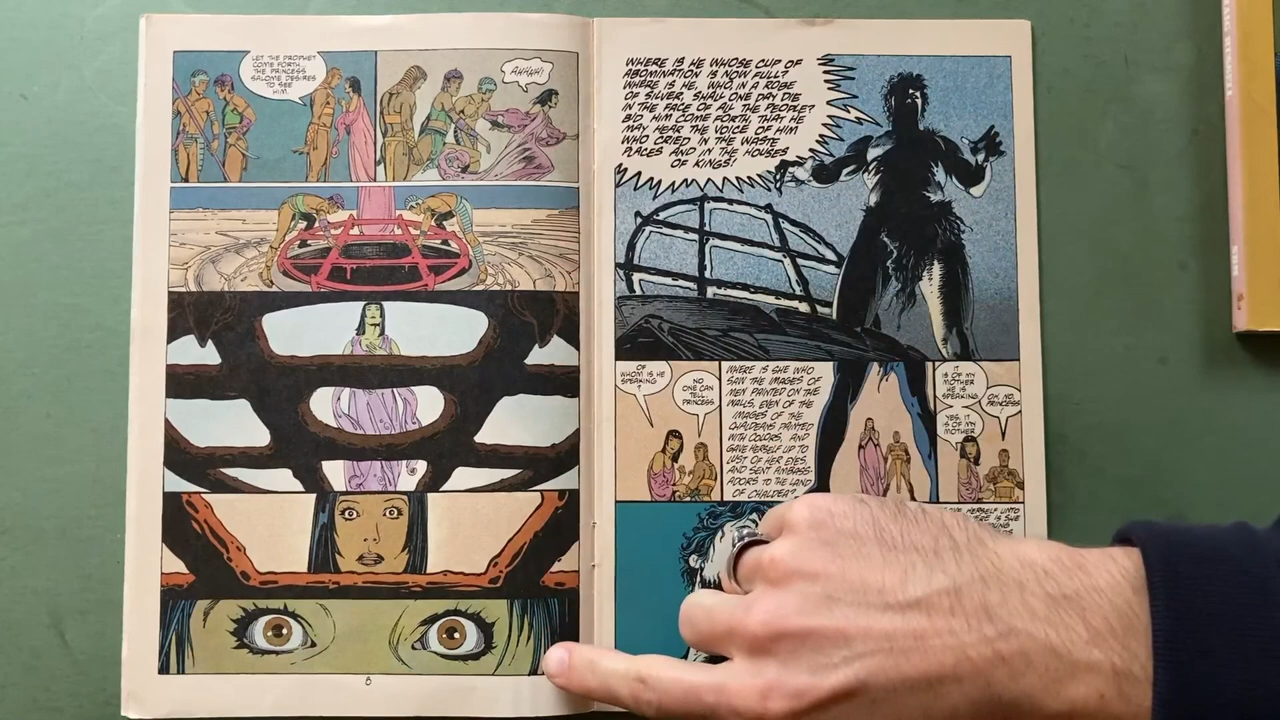 LET THE PROPHET
COME FORTH...
THE PRINCESS
SALOME DESIRES
TO SEE
HIM.
AHHHH!
8
WHERE IS HE WHOSE CUP OF
ABOMINATION IS NOW FULL?
WHERE IS HE, WHO, IN A ROBE
OF SILVER, SHALL ONE DAY DIE
IN THE FACE OF ALL THE PEOPLE?
BID HIM COME FORTH, THAT HE
MAY HEAR THE VOICE OF HIM
WHO CRIED IN THE WASTE
PLACES AND IN THE HOUSES
OF KINGS!
OF
WHOM IS HE
SPEAKING
?
NO
ONE CAN
TELL,
PRINCESS.
WHERE IS SHE WHO
SAW THE IMAGES OF
MEN PAINTED ON THE
WALLS, EVEN OF THE
IMAGES OF THE
CHALDEANS PAINTED
WITH COLORS, AND
GAVE HERSELF UP TO
LUST OF HER EYES,
AND SENT AMBASS-
ADORS TO THE LAND
OF CHALDEA?
IT
IS OF MY
MOTHER
HE IS
SPEAKING.
OH, NO,
PRINCESS
!
YES, IT
IS OF MY
MOTHER.
HERSELF UNTO
IS SHE